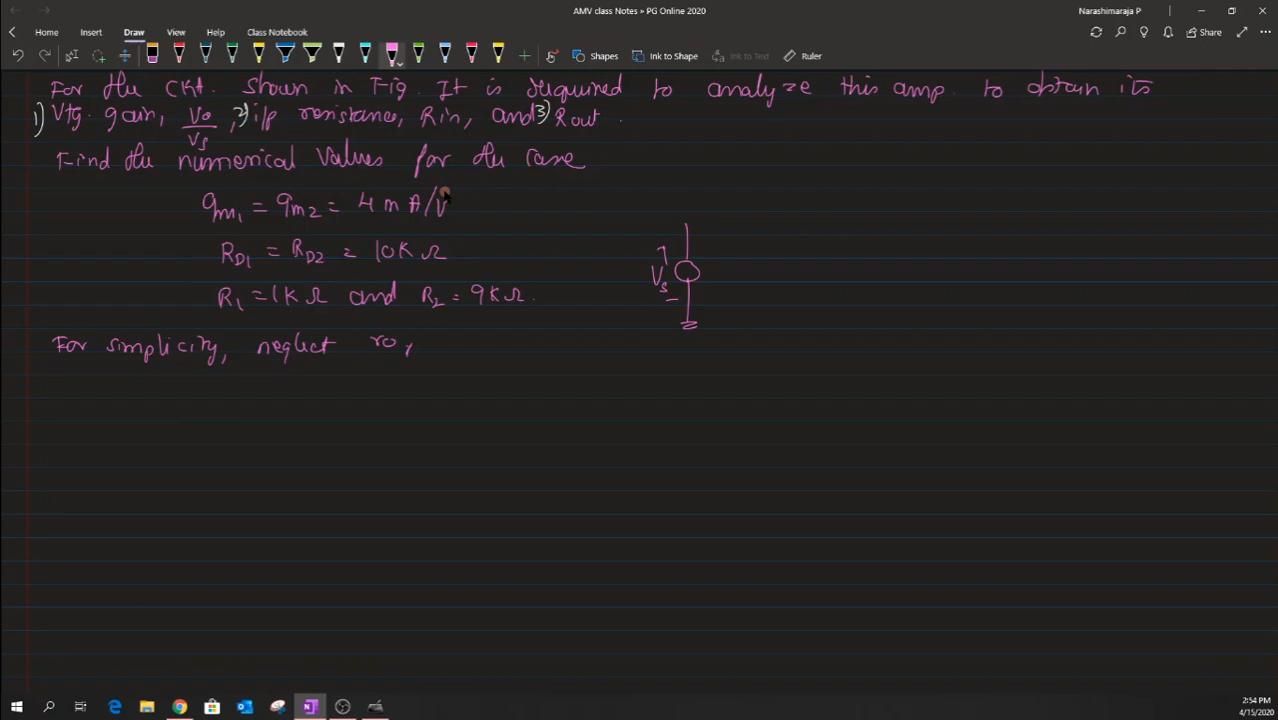 AMV class Notes » PG Online 2020
Narashimaraja P
Home Insert Draw View Help Class Notebook Share
Shapes Ink to Shape Ink to Text Ruler
For the CKt. shown in Fig. It is required to analyze this amp. to obtain its
1) Vtg. gain, Vo/Vs, 2) i/p resistance, Rin, and 3) Rout.
Find the numerical values for the case
gm1 = gm2 = 4 mA/V
RD1 = RD2 = 10K Ω
R1 = 1K Ω and R2 = 9K Ω.
Vs
For simplicity, neglect ro,
2:54 PM
4/15/2020